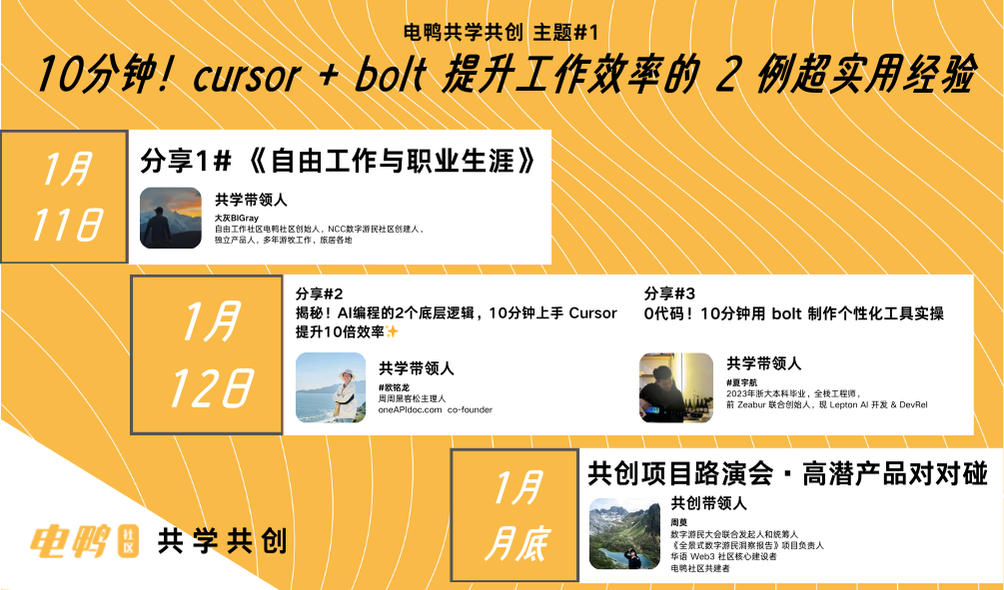 电鸭共学共创 主题#1
10分钟！cursor + bolt 提升工作效率的 2 例超实用经验
1月
11日
分享1# 《自由工作与职业生涯》
共学带领人
大灰BIGray
自由工作社区电鸭社区创始人，NCC数字游民社区创建人，
独立产品人，多年游牧工作，旅居各地
1月
12日
分享#2
揭秘！AI编程的2个底层逻辑，10分钟上手 Cursor
提升10倍效率✨
共学带领人
#欧铭龙
周周黑客松主理人
oneAPIdoc.com co-founder
分享#3
0代码！10分钟用 bolt 制作个性化工具实操
共学带领人
#夏宇航
2023年浙大本科毕业，全栈工程师，
前 Zeabur 联合创始人，现 Lepton AI 开发 & DevRel
1月
月底
共创项目路演会·高潜产品对对碰
共创带领人
周奠
数字游民大会联合发起人和统筹人
《全景式数字游民洞察报告》项目负责人
华语 Web3 社区核心建设者
电鸭社区共建者
电鸭 社区 共学共创